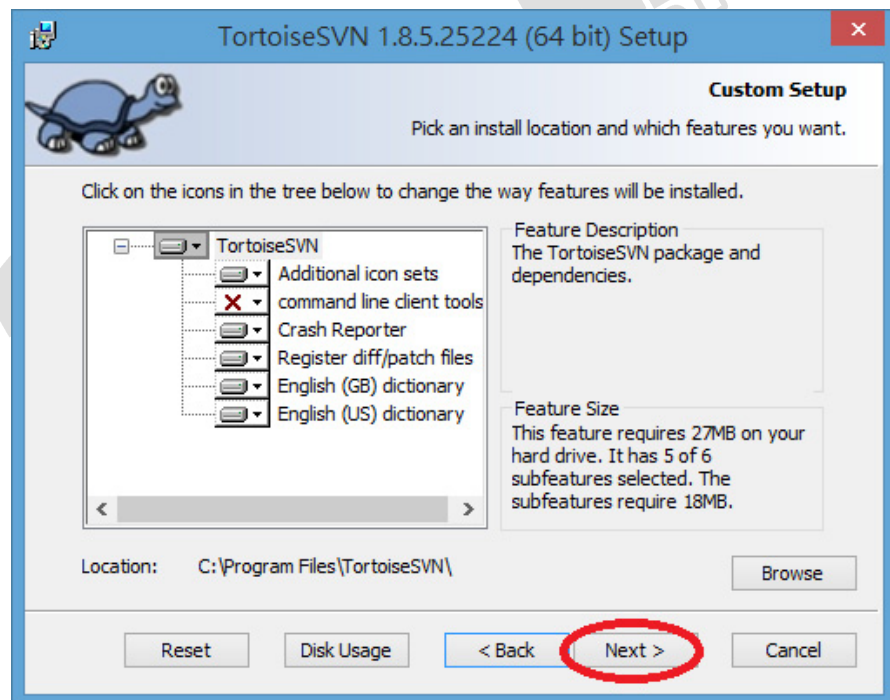 TortoiseSVN 1.8.5.25224 (64 bit) Setup
Custom Setup
Pick an install location and which features you want.
Click on the icons in the tree below to change the way features will be installed.
TortoiseSVN
Additional icon sets
command line client tools
Crash Reporter
Register diff/patch files
English (GB) dictionary
English (US) dictionary
Feature Description
The TortoiseSVN package and
dependencies.
Feature Size
This feature requires 27MB on your
hard drive. It has 5 of 6
subfeatures selected. The
subfeatures require 18MB.
Location: C:\Program Files\TortoiseSVN\
Browse
Reset Disk Usage < Back Next > Cancel